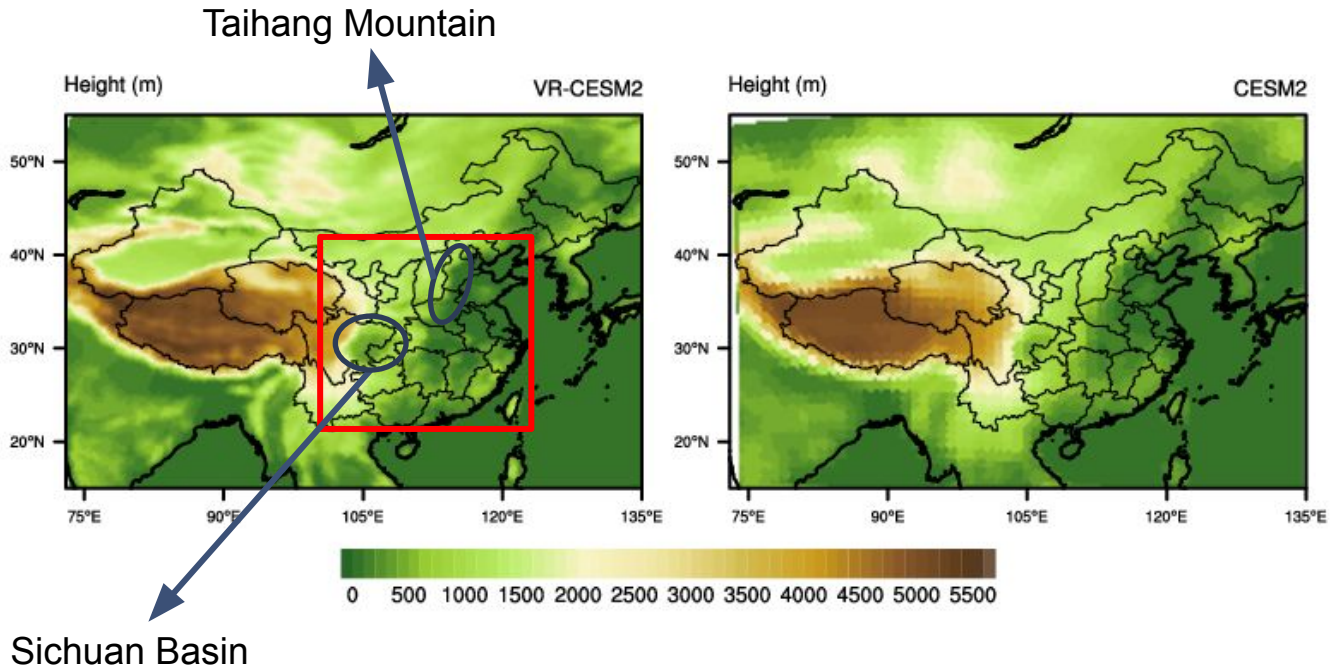 Taihang Mountain
Height (m) VR-CESM2
50°N
40°N
30°N
20°N
75°E 90°E 105°E 120°E 135°E
Height (m) CESM2
50°N
40°N
30°N
20°N
75°E 90°E 105°E 120°E 135°E
0 500 1000 1500 2000 2500 3000 3500 4000 4500 5000 5500
Sichuan Basin